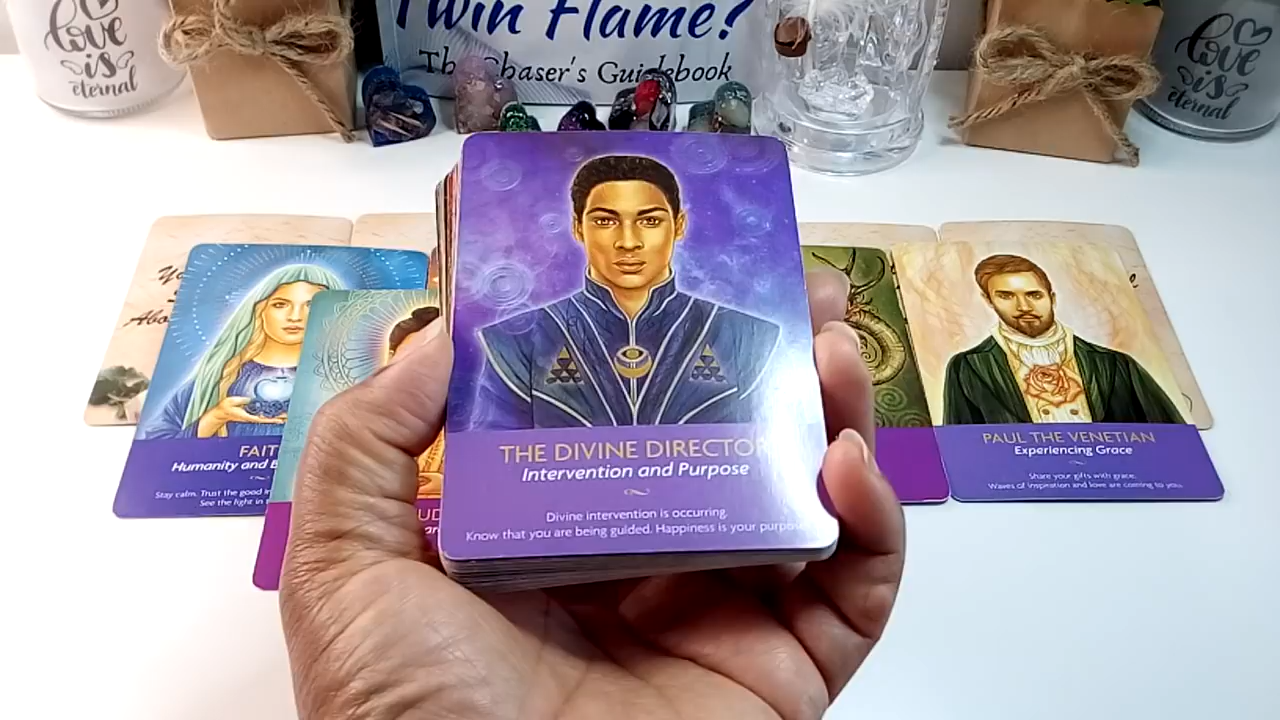 Twin Flame?
The Chaser's Guidebook
love
is
eternal
love
is
eternal
FAIT
Humanity and B
Stay calm. Trust the good in
See the light in t
THE DIVINE DIRECTO
Intervention and Purpose
Divine intervention is occurring.
Know that you are being guided. Happiness is your purpose
PAUL THE VENETIAN
Experiencing Grace
Share your gifts with grace.
Waves of inspiration and love are coming to you.